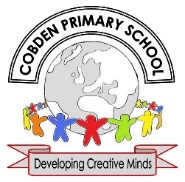 COBDEN PRIMARY SCHOOL
Developing Creative Minds